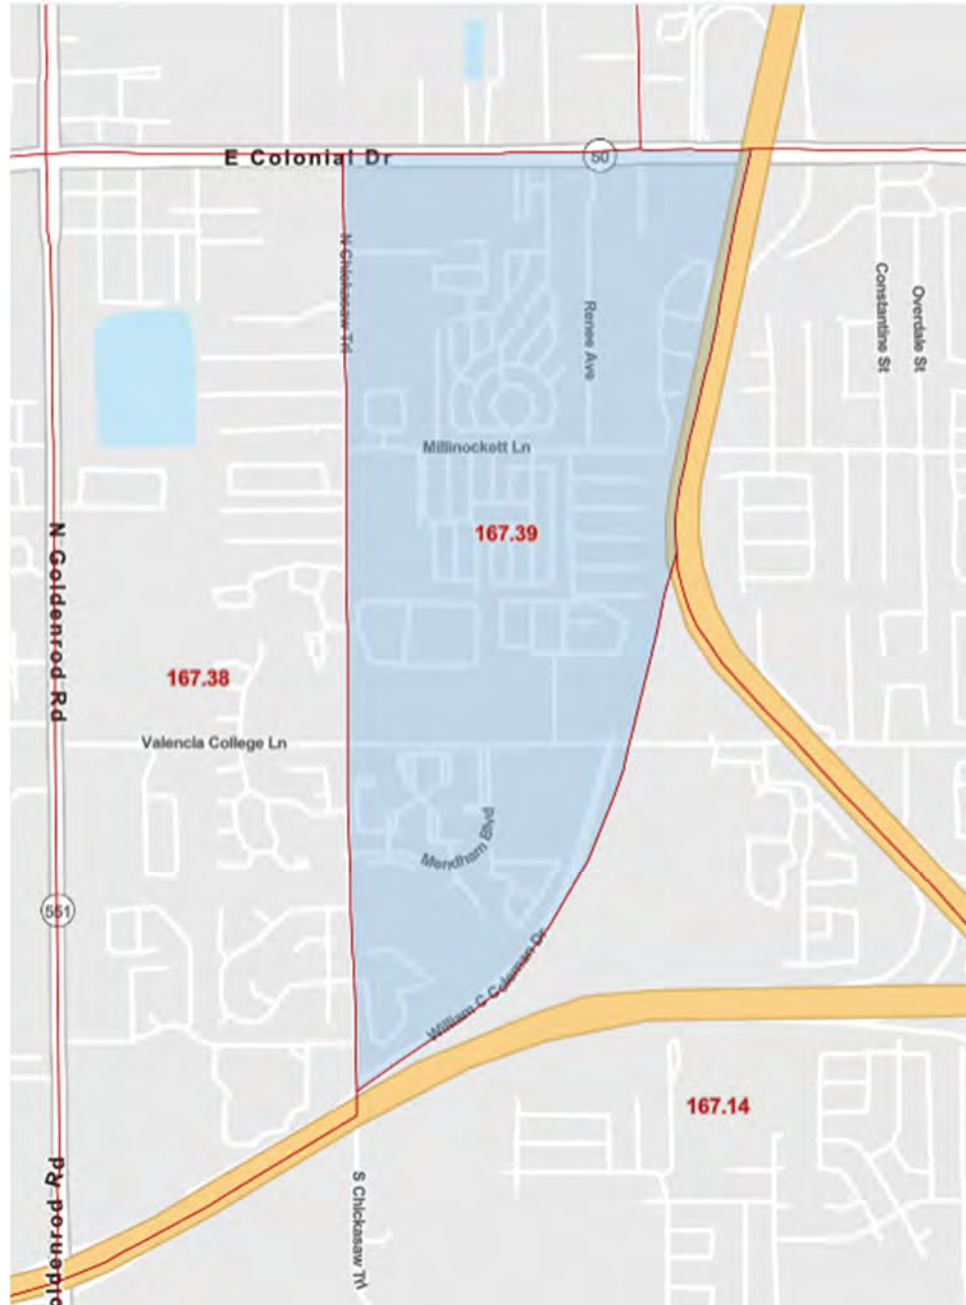 E Colonial Dr
50
N Chickasaw Trl
Constantine St
Overdale St
Renee Ave
Millinockett Ln
167.39
N Goldenrod Rd
167.38
Valencia College Ln
Mendham Blvd
551
William C Coleman Dr
167.14
S Chickasaw Trl
oldenrod Rd